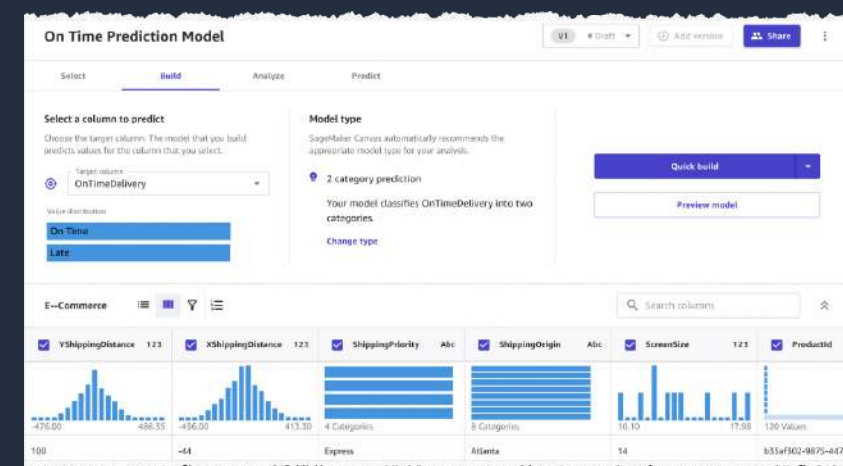 On Time Prediction Model
V1
Draft
Add version
Share
Select
Build
Analyze
Predict
Select a column to predict
Choose the target column. The model that you build
predicts values for the column that you select.
Target column
OnTimeDelivery
Value distribution
On Time
Late
Model type
SageMaker Canvas automatically recommends the
appropriate model type for your analysis.
2 category prediction
Your model classifies OnTimeDelivery into two
categories.
Change type
Quick build
Preview model
E--Commerce
Search columns
YShippingDistance 123
XShippingDistance 123
ShippingPriority Abc
ShippingOrigin Abc
ScreenSize 123
ProductId
-476.00 486.35
-436.00 413.30
4 Categories
8 Categories
10.10 17.98
120 Values
100
-44
Express
Atlanta
14
b35af302-9875-447